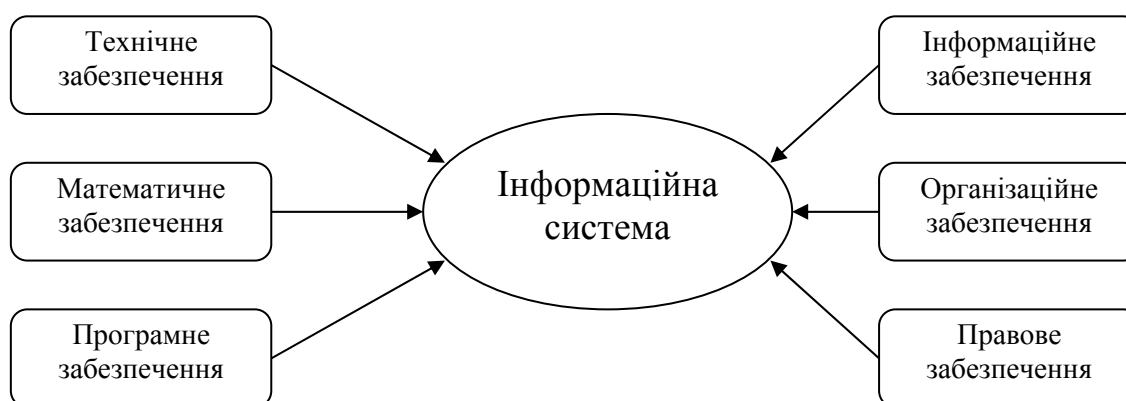 Технічне
забезпечення
Інформаційне
забезпечення
Математичне
забезпечення
Інформаційна
система
Організаційне
забезпечення
Програмне
забезпечення
Правове
забезпечення